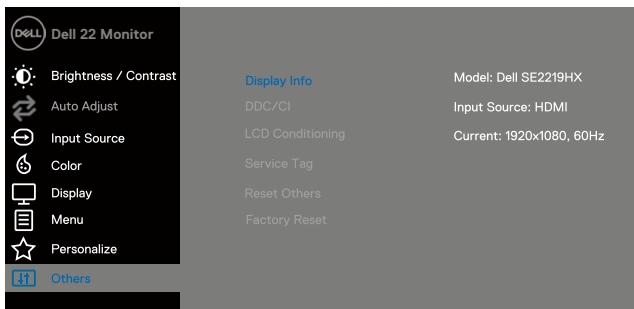 DELL Dell 22 Monitor
Brightness / Contrast
Auto Adjust
Input Source
Color
Display
Menu
Personalize
Others
Display Info
DDC/CI
LCD Conditioning
Service Tag
Reset Others
Factory Reset
Model: Dell SE2219HX
Input Source: HDMI
Current: 1920x1080, 60Hz